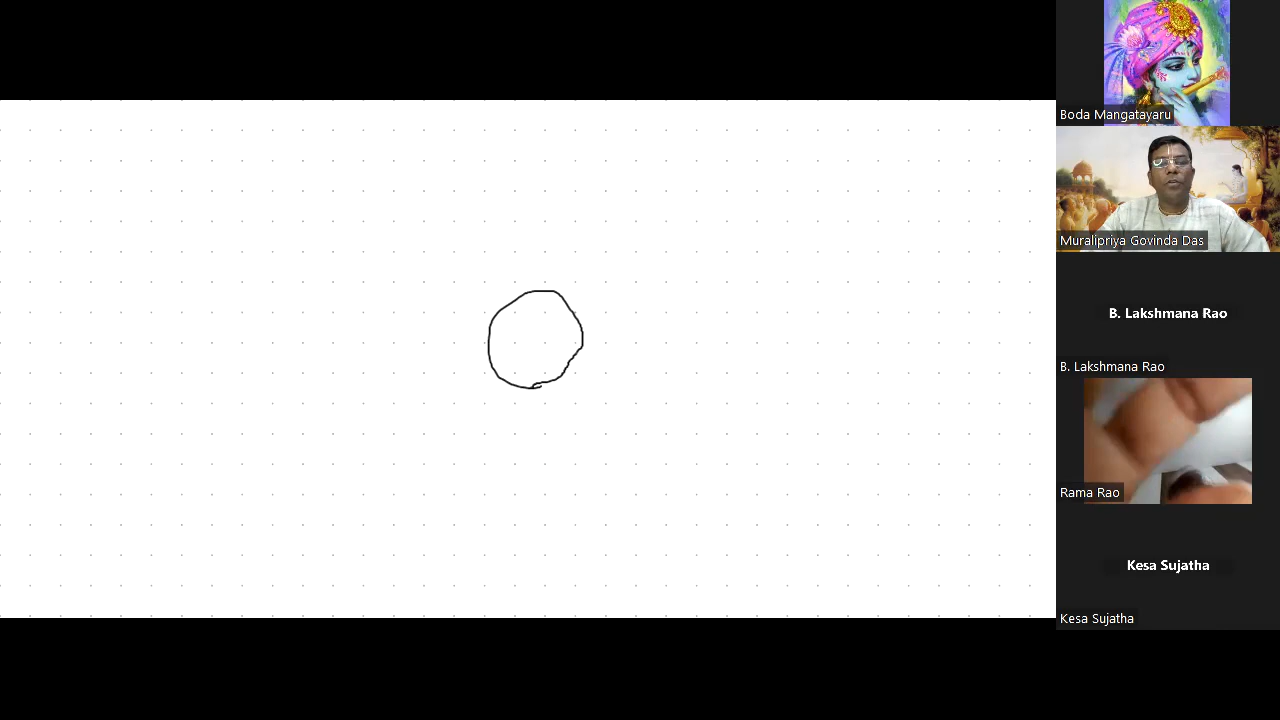 Boda Mangatayaru
Muralipriya Govinda Das
B. Lakshmana Rao
B. Lakshmana Rao
Rama Rao
Kesa Sujatha
Kesa Sujatha